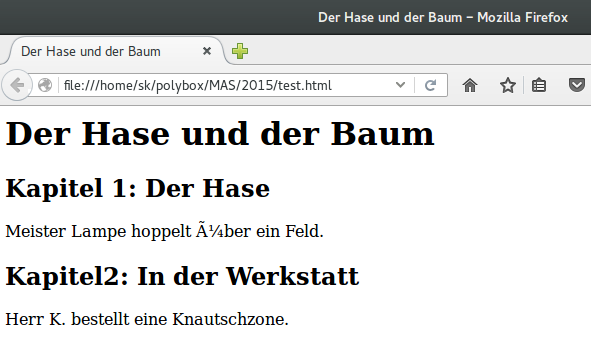 Der Hase und der Baum – Mozilla Firefox
Der Hase und der Baum
file:///home/sk/polybox/MAS/2015/test.html
Der Hase und der Baum
Kapitel 1: Der Hase
Meister Lampe hoppelt Ã¼ber ein Feld.
Kapitel2: In der Werkstatt
Herr K. bestellt eine Knautschzone.